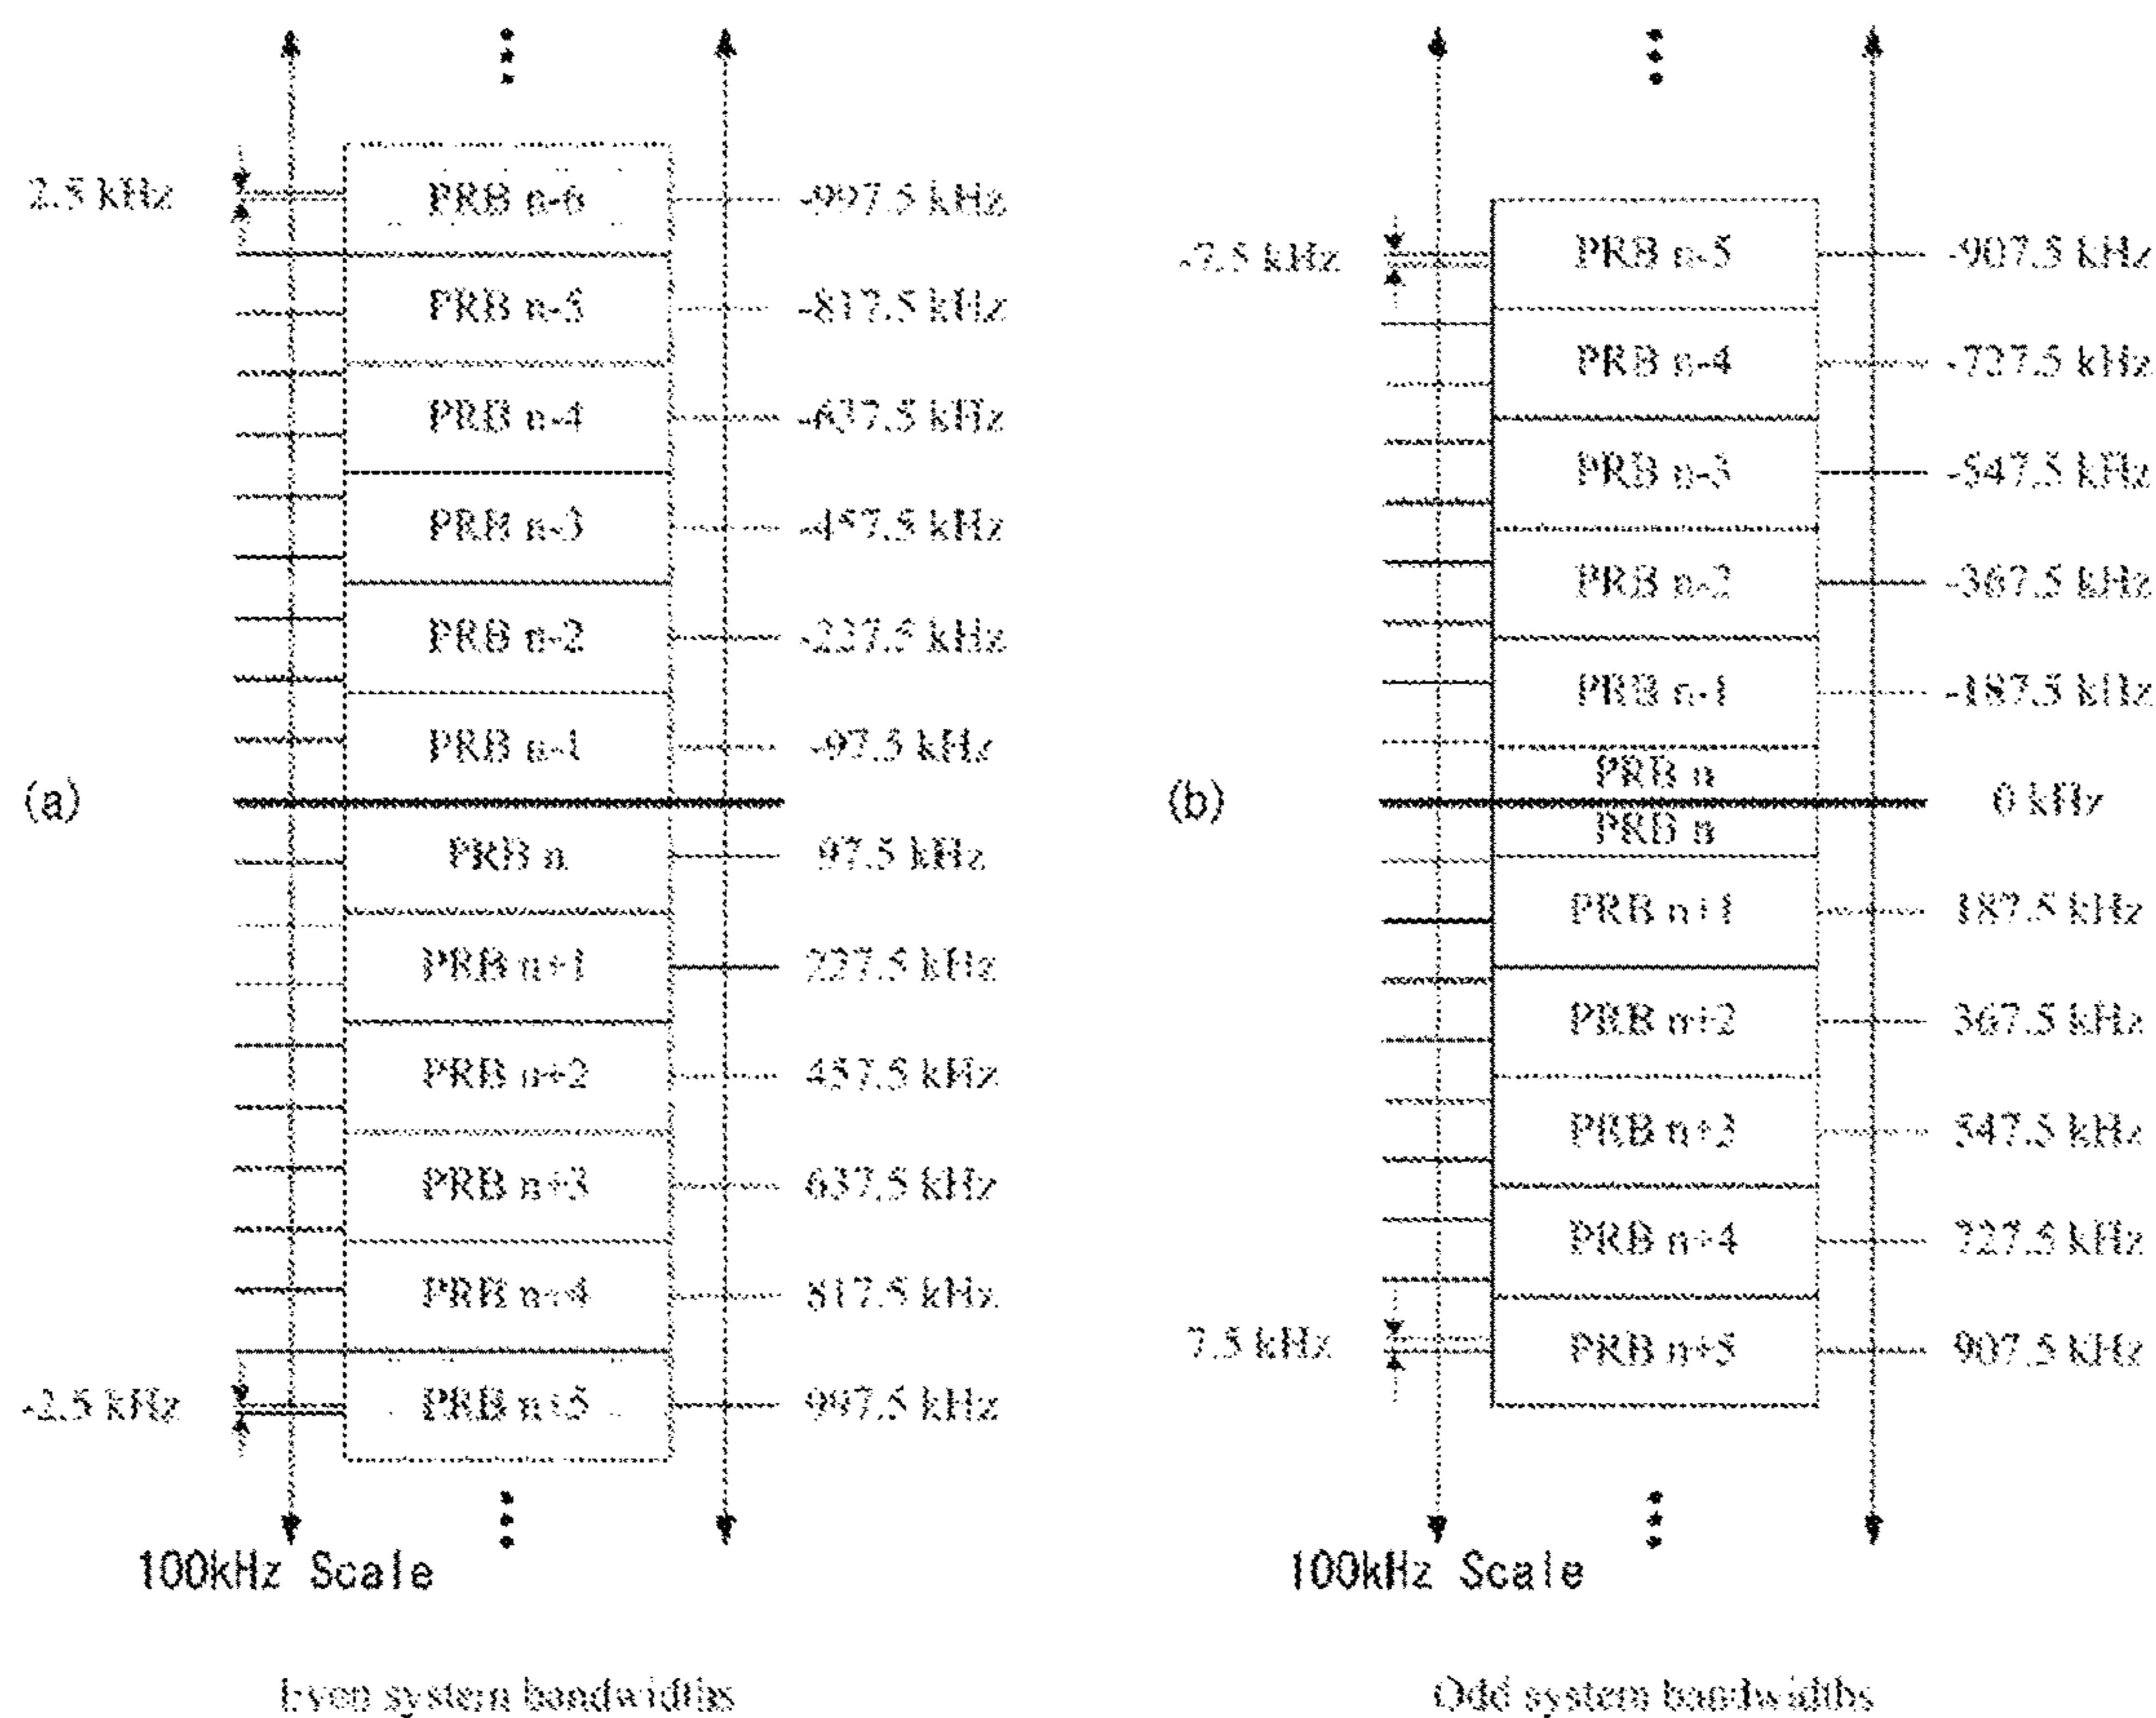 2.5 kHz
PRB n-6
-997.5 kHz
PRB n-5
-817.5 kHz
PRB n-4
-637.5 kHz
PRB n-3
-457.5 kHz
PRB n-2
-227.5 kHz
PRB n-1
-97.5 kHz
(a)
PRB n
97.5 kHz
PRB n+1
227.5 kHz
PRB n+2
457.5 kHz
PRB n+3
637.5 kHz
PRB n+4
817.5 kHz
-2.5 kHz
PRB n+5
997.5 kHz
100kHz Scale
Even system bandwidths
-7.5 kHz
PRB n-5
-907.5 kHz
PRB n-4
-727.5 kHz
PRB n-3
-547.5 kHz
PRB n-2
-367.5 kHz
PRB n-1
-187.5 kHz
PRB n
(b)
0 kHz
PRB n
PRB n+1
187.5 kHz
PRB n+2
367.5 kHz
PRB n+3
547.5 kHz
PRB n+4
727.5 kHz
7.5 kHz
PRB n+5
907.5 kHz
100kHz Scale
Odd system bandwidths